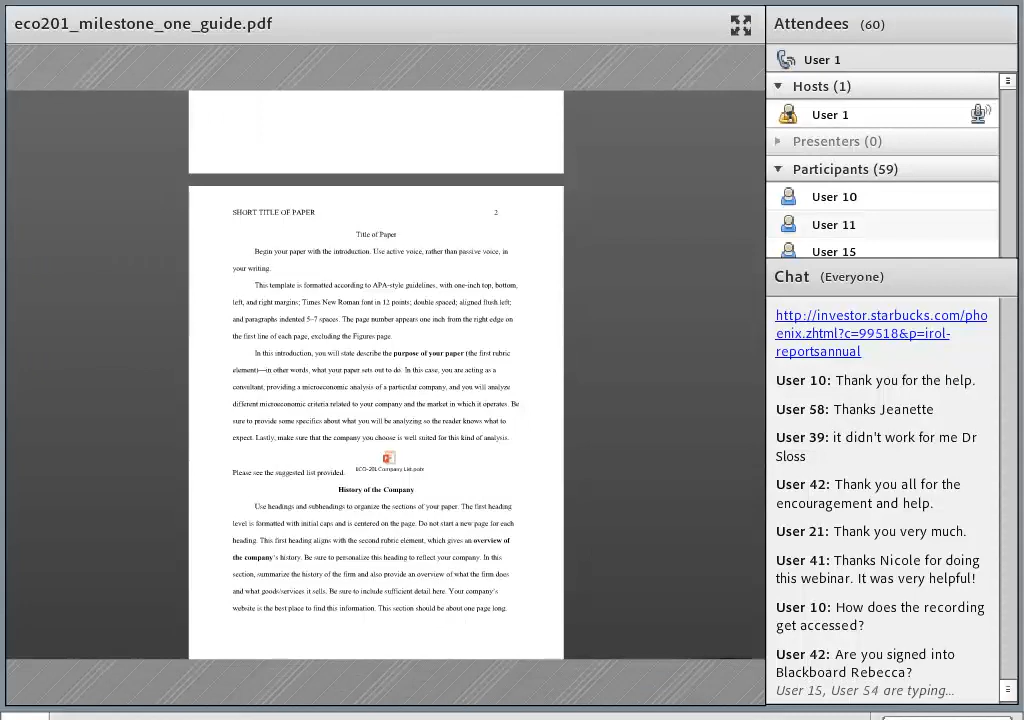 eco201_milestone_one_guide.pdf
SHORT TITLE OF PAPER 2
Title of Paper
Begin your paper with the introduction. Use active voice, rather than passive voice, in
your writing.
This template is formatted according to APA-style guidelines, with one-inch top, bottom,
left, and right margins; Times New Roman font in 12 points; double spaced; aligned flush left;
and paragraphs indented 5–7 spaces. The page number appears one inch from the right edge on
the first line of each page, excluding the Figures page.
In this introduction, you will state describe the purpose of your paper (the first rubric
element)—in other words, what your paper sets out to do. In this case, you are acting as a
consultant, providing a microeconomic analysis of a particular company, and you will analyze
different microeconomic criteria related to your company and the market in which it operates. Be
sure to provide some specifics about what you will be analyzing so the reader knows what to
expect. Lastly, make sure that the company you choose is well suited for this kind of analysis.
Please see the suggested list provided.
ECO-201 Company List.potx
History of the Company
Use headings and subheadings to organize the sections of your paper. The first heading
level is formatted with initial caps and is centered on the page. Do not start a new page for each
heading. This first heading aligns with the second rubric element, which gives an overview of
the company's history. Be sure to personalize this heading to reflect your company. In this
section, summarize the history of the firm and also provide an overview of what the firm does
and what goods/services it sells. Be sure to include sufficient detail here. Your company's
website is the best place to find this information. This section should be about one page long.
Attendees (60)
User 1
Hosts (1)
User 1
Presenters (0)
Participants (59)
User 10
User 11
User 15
Chat (Everyone)
http://investor.starbucks.com/pho
enix.zhtml?c=99518&p=irol-
reportsannual
User 10: Thank you for the help.
User 58: Thanks Jeanette
User 39: it didn't work for me Dr
Sloss
User 42: Thank you all for the
encouragement and help.
User 21: Thank you very much.
User 41: Thanks Nicole for doing
this webinar. It was very helpful!
User 10: How does the recording
get accessed?
User 42: Are you signed into
Blackboard Rebecca?
User 15, User 54 are typing...